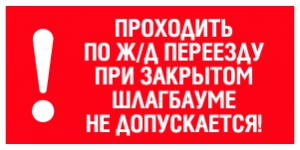 !
ПРОХОДИТЬ
ПО Ж/Д ПЕРЕЕЗДУ
ПРИ ЗАКРЫТОМ
ШЛАГБАУМЕ
НЕ ДОПУСКАЕТСЯ!